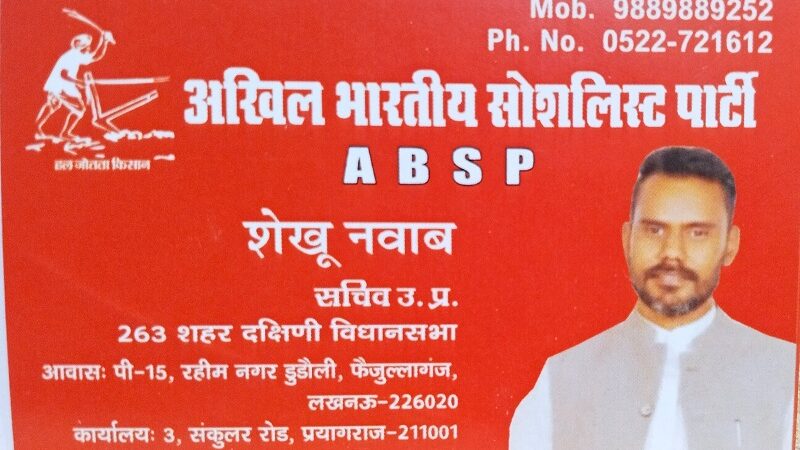 Mob. 9889889252
Ph. No. 0522-721612
अखिल भारतीय सोशलिस्ट पार्टी
ABSP
हल जोतता किसान
शेखू नवाब
सचिव उ.प्र.
263 शहर दक्षिणी विधानसभा
आवासः पी-15, रहीम नगर डुडौली, फैजुल्लागंज,
लखनऊ-226020
कार्यालयः 3, संकुलर रोड, प्रयागराज-211001